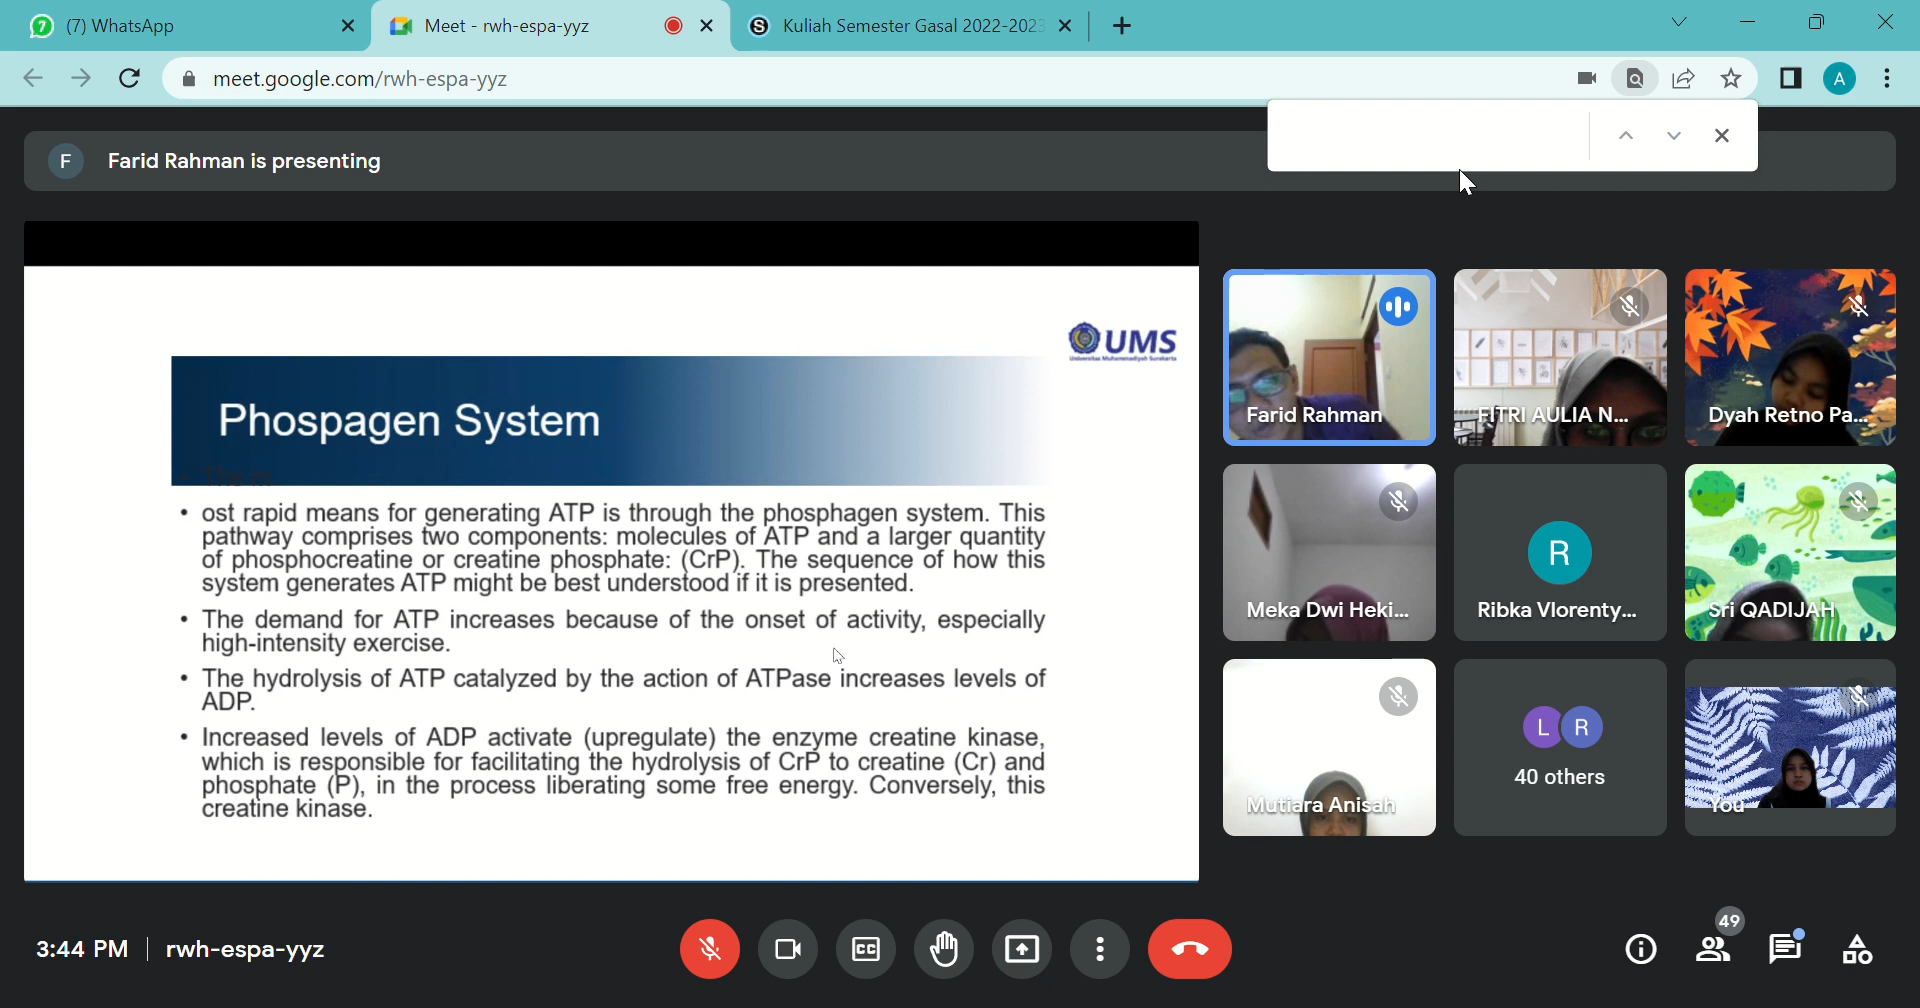 (7) WhatsApp
Meet - rwh-espa-yyz
Kuliah Semester Gasal 2022-2023
meet.google.com/rwh-espa-yyz
A
F
Farid Rahman is presenting
UMS
Universitas Muhammadiyah Surakarta
Phospagen System
• The m
• ost rapid means for generating ATP is through the phosphagen system. This
pathway comprises two components: molecules of ATP and a larger quantity
of phosphocreatine or creatine phosphate: (CrP). The sequence of how this
system generates ATP might be best understood if it is presented.
• The demand for ATP increases because of the onset of activity, especially
high-intensity exercise.
• The hydrolysis of ATP catalyzed by the action of ATPase increases levels of
ADP.
• Increased levels of ADP activate (upregulate) the enzyme creatine kinase,
which is responsible for facilitating the hydrolysis of CrP to creatine (Cr) and
phosphate (P), in the process liberating some free energy. Conversely, this
creatine kinase.
Farid Rahman
FITRI AULIA N...
Dyah Retno Pa...
Meka Dwi Heki...
R
Ribka Vlorenty...
Sri QADIJAH
Mutiara Anisah
L R
40 others
You
3:44 PM | rwh-espa-yyz
CC
49